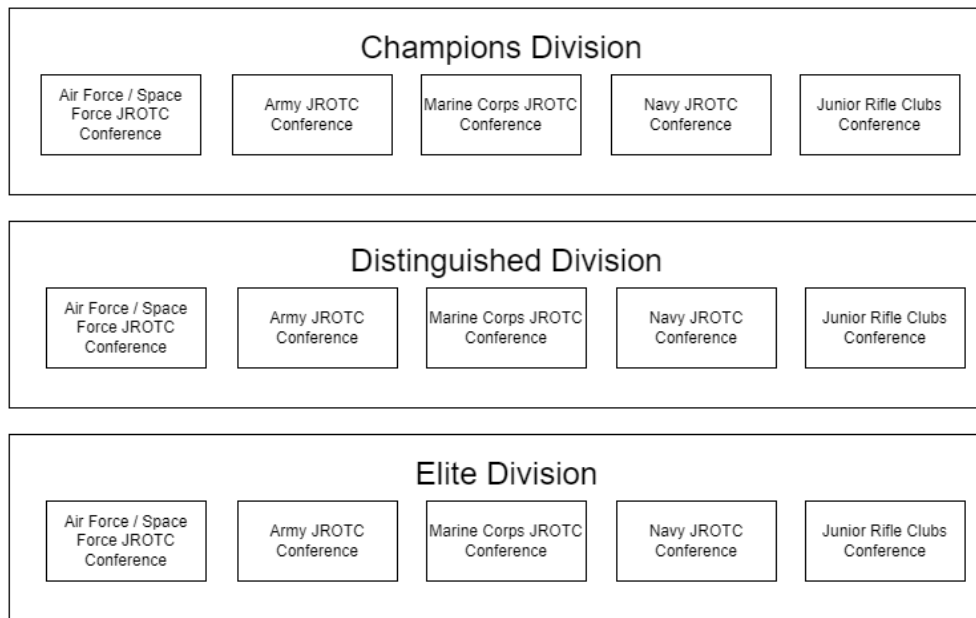 Champions Division
Air Force / Space
Force JROTC
Conference
Army JROTC
Conference
Marine Corps JROTC
Conference
Navy JROTC
Conference
Junior Rifle Clubs
Conference
Distinguished Division
Air Force / Space
Force JROTC
Conference
Army JROTC
Conference
Marine Corps JROTC
Conference
Navy JROTC
Conference
Junior Rifle Clubs
Conference
Elite Division
Air Force / Space
Force JROTC
Conference
Army JROTC
Conference
Marine Corps JROTC
Conference
Navy JROTC
Conference
Junior Rifle Clubs
Conference